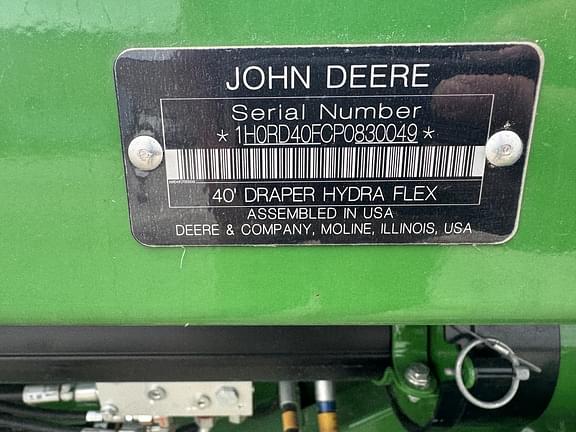 JOHN DEERE
Serial Number
* 1H0RD40FCP0830049 *
40' DRAPER HYDRA FLEX
ASSEMBLED IN USA
DEERE & COMPANY, MOLINE, ILLINOIS, USA